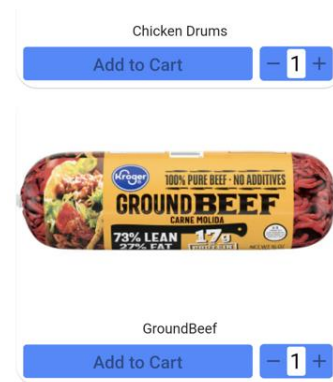 Chicken Drums
Add to Cart
− 1 +
Kroger
100% PURE BEEF • NO ADDITIVES
GROUND BEEF
CARNE MOLIDA
73% LEAN 17g
27% FAT
GroundBeef
Add to Cart
− 1 +